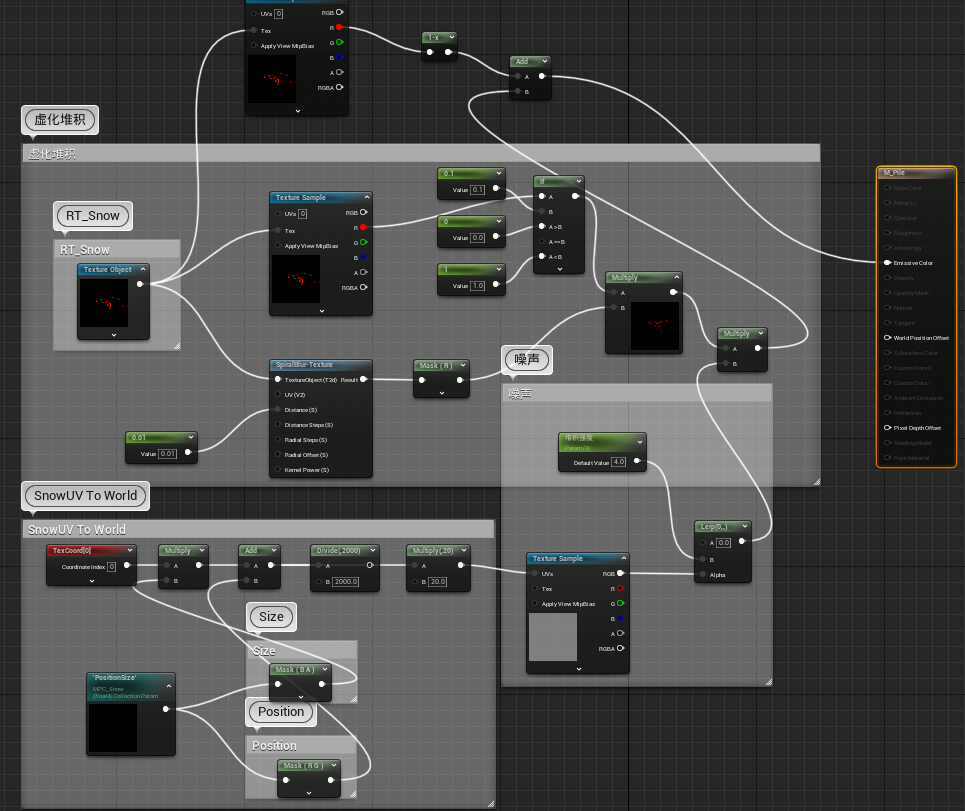 UVs 0
RGB
Tex
R
Apply View MipBias
G
B
A
RGBA
1-x
Add
A
B
虚化堆积
虚化堆积
RT_Snow
RT_Snow
Texture Object
Texture Sample
UVs 0
RGB
Tex
R
Apply View MipBias
G
B
A
RGBA
0.1
Value 0.1
0
Value 0.0
1
Value 1.0
If
A
B
A > B
A == B
A < B
Multiply
A
B
Multiply
A
B
M_Pile
Base Color
Metallic
Specular
Roughness
Anisotropy
Emissive Color
Opacity
Opacity Mask
Normal
Tangent
World Position Offset
Subsurface Color
Custom Data 0
Custom Data 1
Ambient Occlusion
Refraction
Pixel Depth Offset
Shading Model
Front Material
SpiralBlur-Texture
TextureObject (T2d) Result
UV (V2)
Distance (S)
Distance Steps (S)
Radial Steps (S)
Radial Offset (S)
Kernel Power (S)
Mask ( R )
0.01
Value 0.01
噪声
噪声
堆积强度
Param(4)
Default Value 4.0
SnowUV To World
SnowUV To World
TexCoord[0]
Coordinate Index 0
Multiply
A
B
Add
A
B
Divide(,2000)
A
B 2000.0
Multiply(,20)
A
B 20.0
Texture Sample
UVs
RGB
Tex
R
Apply View MipBias
G
B
A
RGBA
Lerp(0,,)
A 0.0
B
Alpha
Size
Size
Mask ( B A )
'PositionSize'
MPC_Snow
(float4) Collection Param
Position
Position
Mask ( R G )